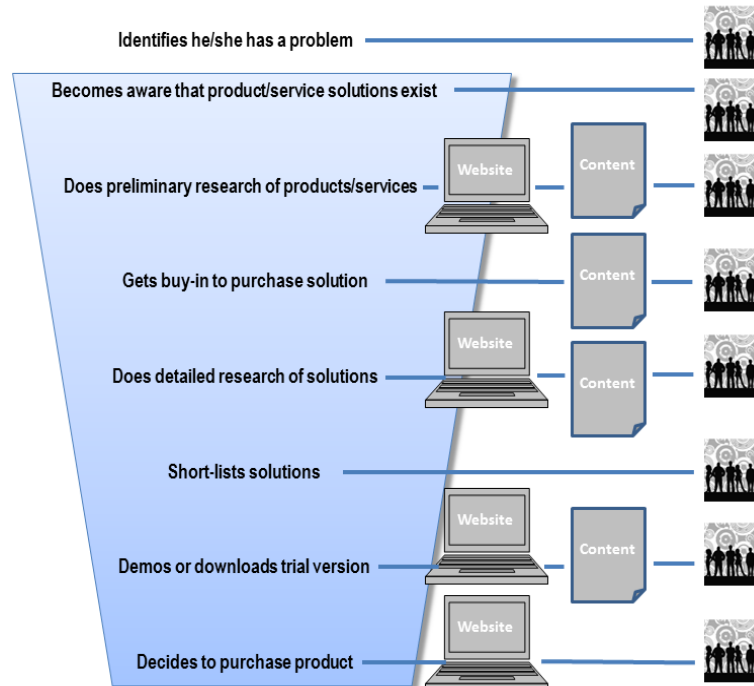 Identifies he/she has a problem
Becomes aware that product/service solutions exist
Website
Content
Does preliminary research of products/services
Gets buy-in to purchase solution
Content
Website
Does detailed research of solutions
Content
Short-lists solutions
Website
Content
Demos or downloads trial version
Website
Decides to purchase product